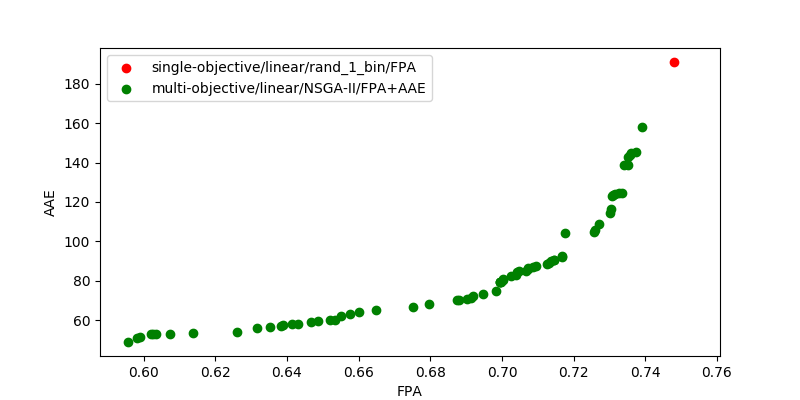 single-objective/linear/rand_1_bin/FPA
multi-objective/linear/NSGA-II/FPA+AAE
180
160
140
120
100
80
60
AAE
0.60 0.62 0.64 0.66 0.68 0.70 0.72 0.74 0.76
FPA